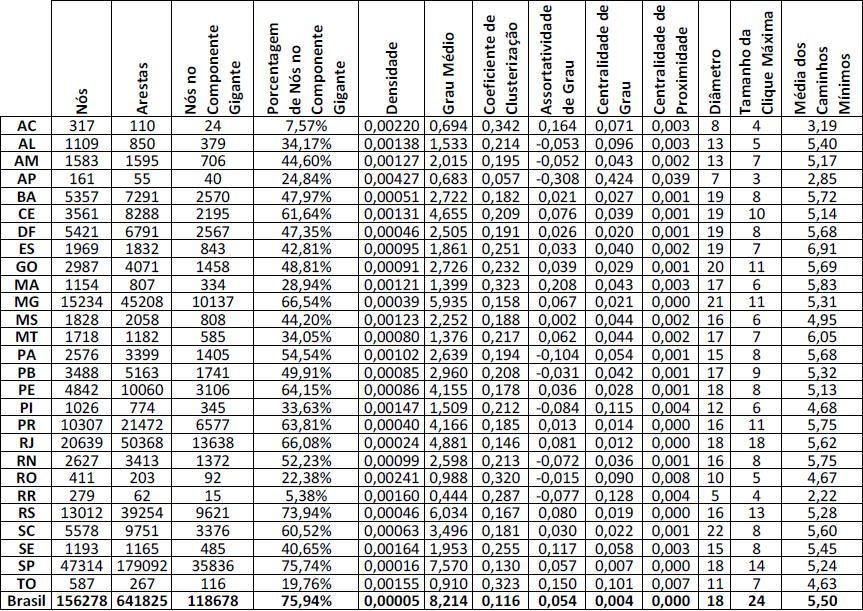 Nós Arestas Nós no Componente Gigante Porcentagem de Nós no Componente Gigante Densidade Grau Médio Coeficiente de Clusterização Assortatividade de Grau Centralidade de Grau Centralidade de Proximidade Diâmetro Tamanho da Clique Máxima Média dos Caminhos Mínimos
AC 317 110 24 7,57% 0,00220 0,694 0,342 0,164 0,071 0,003 8 4 3,19
AL 1109 850 379 34,17% 0,00138 1,533 0,214 -0,053 0,096 0,003 13 5 5,40
AM 1583 1595 706 44,60% 0,00127 2,015 0,195 -0,052 0,043 0,002 13 7 5,17
AP 161 55 40 24,84% 0,00427 0,683 0,057 -0,308 0,424 0,039 7 3 2,85
BA 5357 7291 2570 47,97% 0,00051 2,722 0,182 0,021 0,027 0,001 19 8 5,72
CE 3561 8288 2195 61,64% 0,00131 4,655 0,209 0,076 0,039 0,001 19 10 5,14
DF 5421 6791 2567 47,35% 0,00046 2,505 0,191 0,026 0,020 0,001 19 8 5,68
ES 1969 1832 843 42,81% 0,00095 1,861 0,251 0,033 0,040 0,002 19 7 6,91
GO 2987 4071 1458 48,81% 0,00091 2,726 0,232 0,039 0,029 0,001 20 11 5,69
MA 1154 807 334 28,94% 0,00121 1,399 0,323 0,208 0,043 0,003 17 6 5,83
MG 15234 45208 10137 66,54% 0,00039 5,935 0,158 0,067 0,021 0,000 21 11 5,31
MS 1828 2058 808 44,20% 0,00123 2,252 0,188 0,002 0,044 0,002 16 6 4,95
MT 1718 1182 585 34,05% 0,00080 1,376 0,217 0,062 0,044 0,002 17 7 6,05
PA 2576 3399 1405 54,54% 0,00102 2,639 0,194 -0,104 0,054 0,001 15 8 5,68
PB 3488 5163 1741 49,91% 0,00085 2,960 0,208 -0,031 0,042 0,001 17 9 5,32
PE 4842 10060 3106 64,15% 0,00086 4,155 0,178 0,036 0,028 0,001 18 8 5,13
PI 1026 774 345 33,63% 0,00147 1,509 0,212 -0,084 0,115 0,004 12 6 4,68
PR 10307 21472 6577 63,81% 0,00040 4,166 0,185 0,013 0,014 0,000 16 11 5,75
RJ 20639 50368 13638 66,08% 0,00024 4,881 0,146 0,081 0,012 0,000 18 18 5,62
RN 2627 3413 1372 52,23% 0,00099 2,598 0,213 -0,072 0,036 0,001 16 8 5,75
RO 411 203 92 22,38% 0,00241 0,988 0,320 -0,015 0,090 0,008 10 5 4,67
RR 279 62 15 5,38% 0,00160 0,444 0,287 -0,077 0,128 0,004 5 4 2,22
RS 13012 39254 9621 73,94% 0,00046 6,034 0,167 0,080 0,019 0,000 16 13 5,28
SC 5578 9751 3376 60,52% 0,00063 3,496 0,181 0,030 0,022 0,001 22 8 5,60
SE 1193 1165 485 40,65% 0,00164 1,953 0,255 0,117 0,058 0,003 15 8 5,45
SP 47314 179092 35836 75,74% 0,00016 7,570 0,130 0,057 0,007 0,000 18 14 5,24
TO 587 267 116 19,76% 0,00155 0,910 0,323 0,150 0,101 0,007 11 7 4,63
Brasil 156278 641825 118678 75,94% 0,00005 8,214 0,116 0,054 0,004 0,000 18 24 5,50